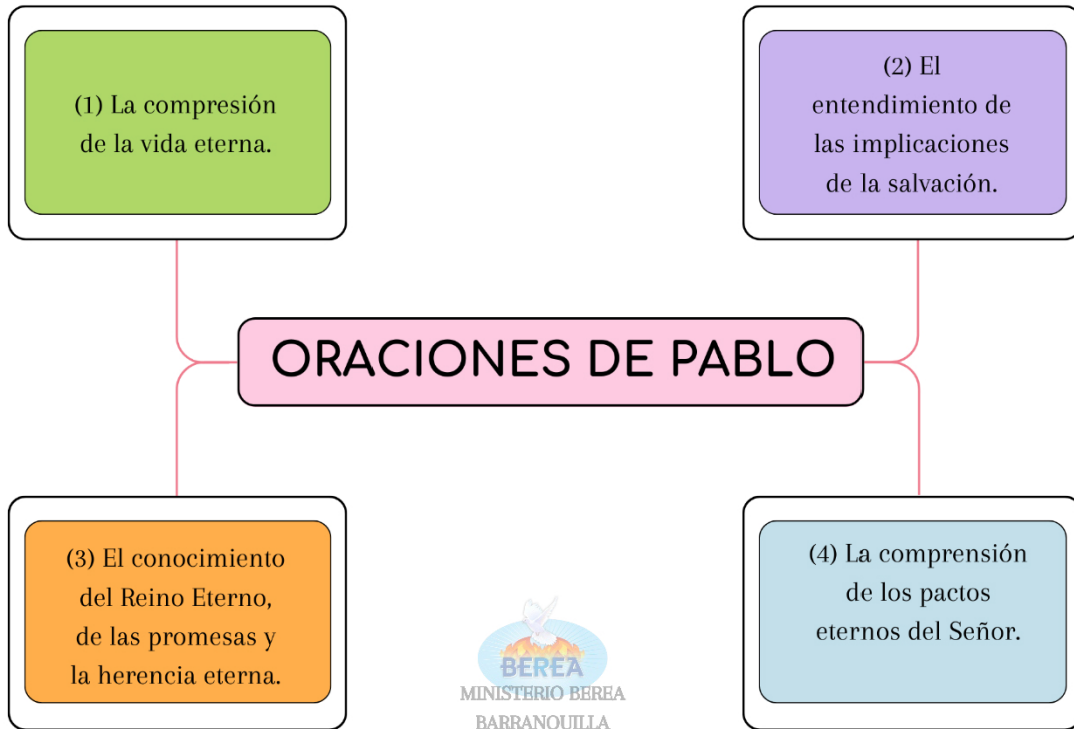 (1) La compresión
de la vida eterna.
(2) El
entendimiento de
las implicaciones
de la salvación.
ORACIONES DE PABLO
(3) El conocimiento
del Reino Eterno,
de las promesas y
la herencia eterna.
(4) La comprensión
de los pactos
eternos del Señor.
BEREA
MINISTERIO BEREA
BARRANQUILLA